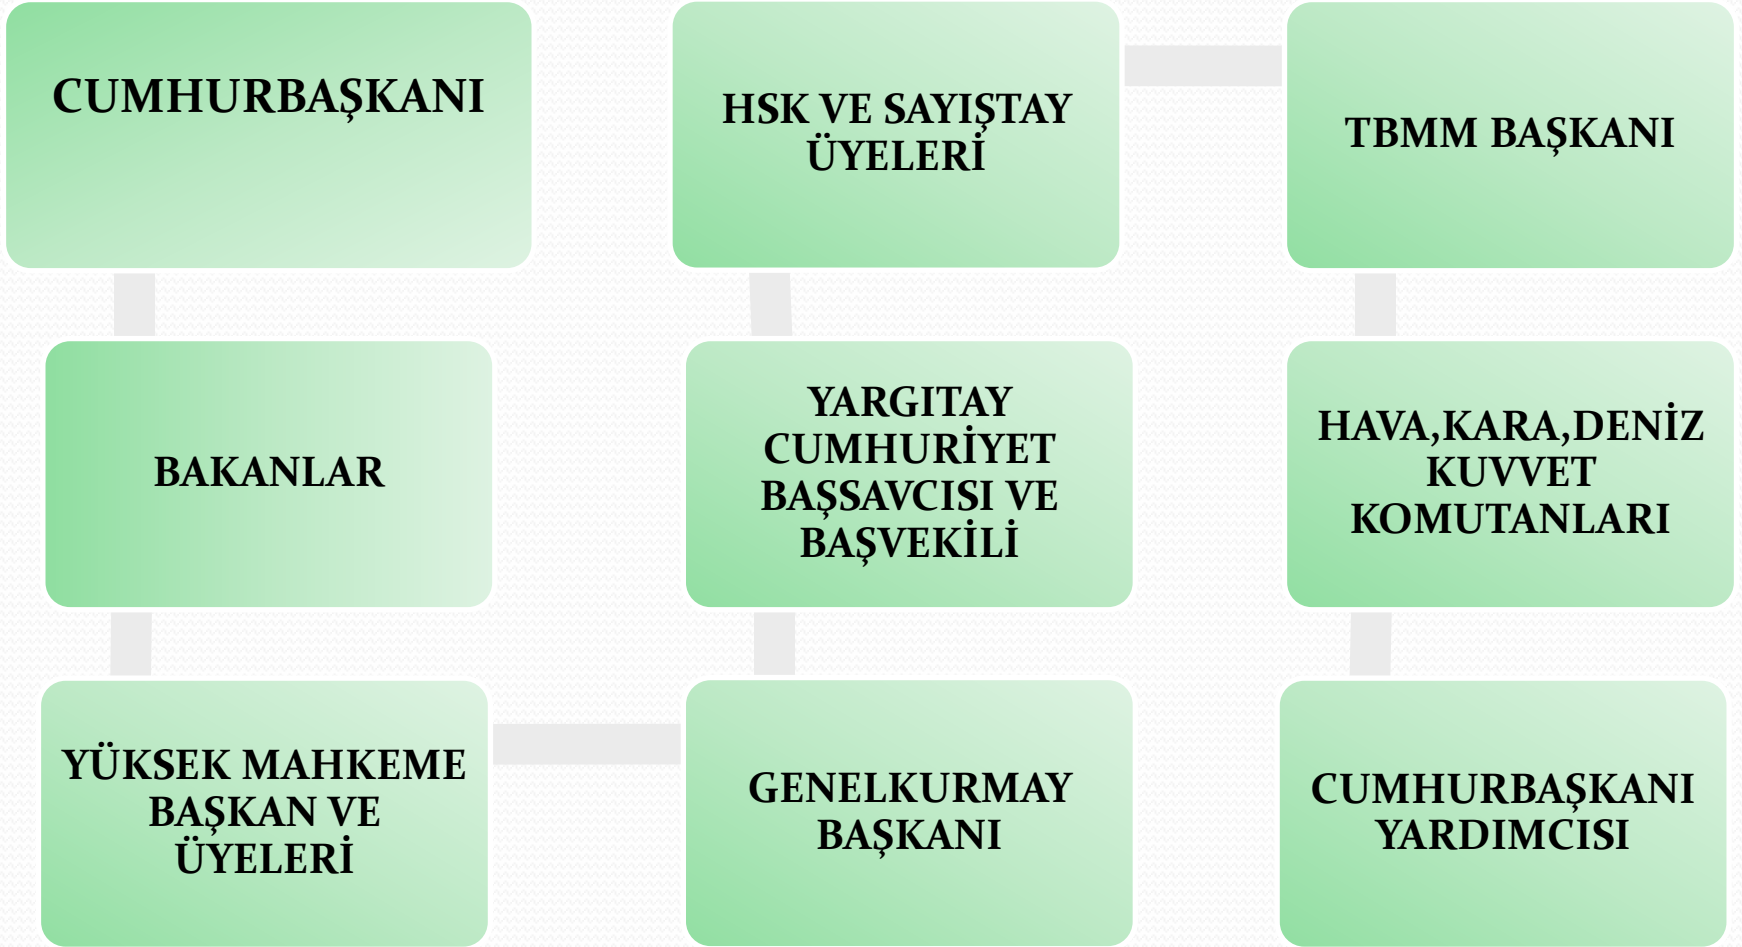 CUMHURBAŞKANI
BAKANLAR
YÜKSEK MAHKEME
BAŞKAN VE
ÜYELERİ
GENELKURMAY
BAŞKANI
YARGITAY
CUMHURİYET
BAŞSAVCISI VE
BAŞVEKİLİ
HSK VE SAYIŞTAY
ÜYELERİ
TBMM BAŞKANI
HAVA,KARA,DENİZ
KUVVET
KOMUTANLARI
CUMHURBAŞKANI
YARDIMCISI